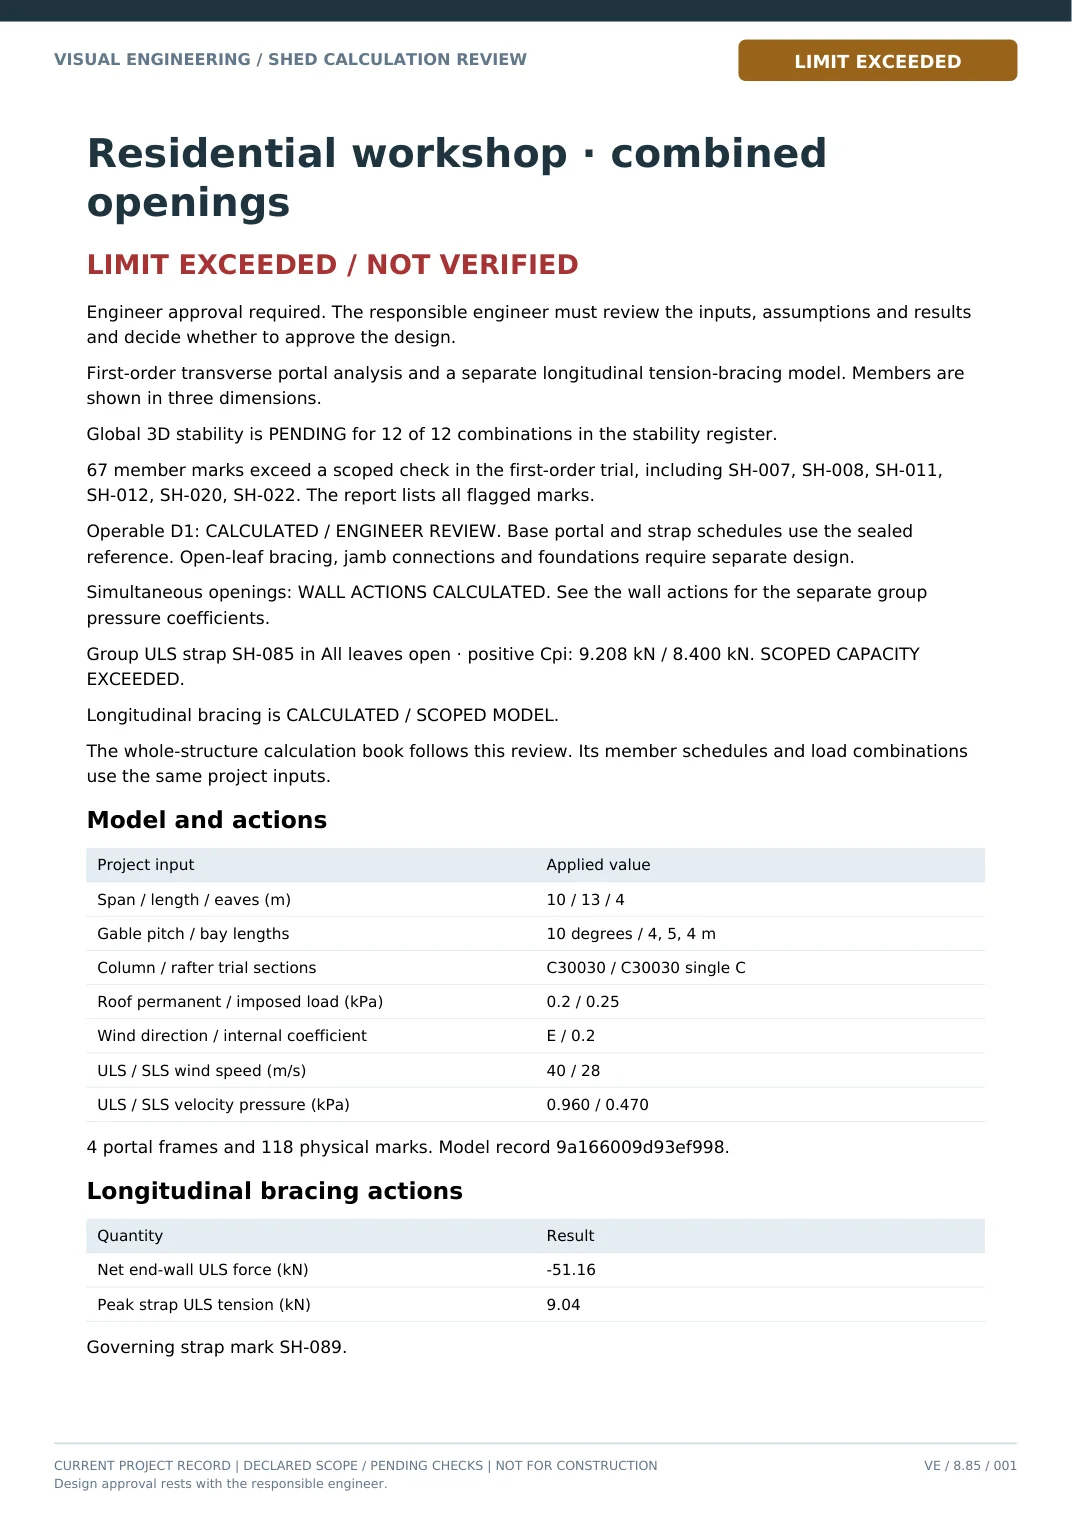 VISUAL ENGINEERING / SHED CALCULATION REVIEW
LIMIT EXCEEDED
Residential workshop · combined
openings
LIMIT EXCEEDED / NOT VERIFIED
Engineer approval required. The responsible engineer must review the inputs, assumptions and results
and decide whether to approve the design.
First-order transverse portal analysis and a separate longitudinal tension-bracing model. Members are
shown in three dimensions.
Global 3D stability is PENDING for 12 of 12 combinations in the stability register.
67 member marks exceed a scoped check in the first-order trial, including SH-007, SH-008, SH-011,
SH-012, SH-020, SH-022. The report lists all flagged marks.
Operable D1: CALCULATED / ENGINEER REVIEW. Base portal and strap schedules use the sealed
reference. Open-leaf bracing, jamb connections and foundations require separate design.
Simultaneous openings: WALL ACTIONS CALCULATED. See the wall actions for the separate group
pressure coefficients.
Group ULS strap SH-085 in All leaves open · positive Cpi: 9.208 kN / 8.400 kN. SCOPED CAPACITY
EXCEEDED.
Longitudinal bracing is CALCULATED / SCOPED MODEL.
The whole-structure calculation book follows this review. Its member schedules and load combinations
use the same project inputs.
Model and actions
Project input Applied value
Span / length / eaves (m) 10 / 13 / 4
Gable pitch / bay lengths 10 degrees / 4, 5, 4 m
Column / rafter trial sections C30030 / C30030 single C
Roof permanent / imposed load (kPa) 0.2 / 0.25
Wind direction / internal coefficient E / 0.2
ULS / SLS wind speed (m/s) 40 / 28
ULS / SLS velocity pressure (kPa) 0.960 / 0.470
4 portal frames and 118 physical marks. Model record 9a166009d93ef998.
Longitudinal bracing actions
Quantity Result
Net end-wall ULS force (kN) -51.16
Peak strap ULS tension (kN) 9.04
Governing strap mark SH-089.
CURRENT PROJECT RECORD | DECLARED SCOPE / PENDING CHECKS | NOT FOR CONSTRUCTION VE / 8.85 / 001
Design approval rests with the responsible engineer.